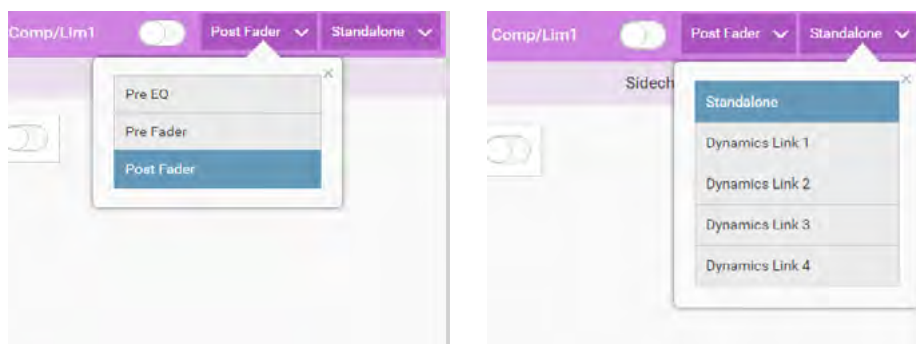 Comp/Lim1 Post Fader Standalone
Pre EQ
Pre Fader
Post Fader
Comp/Lim1 Post Fader Standalone
Sidech
Standalone
Dynamics Link 1
Dynamics Link 2
Dynamics Link 3
Dynamics Link 4